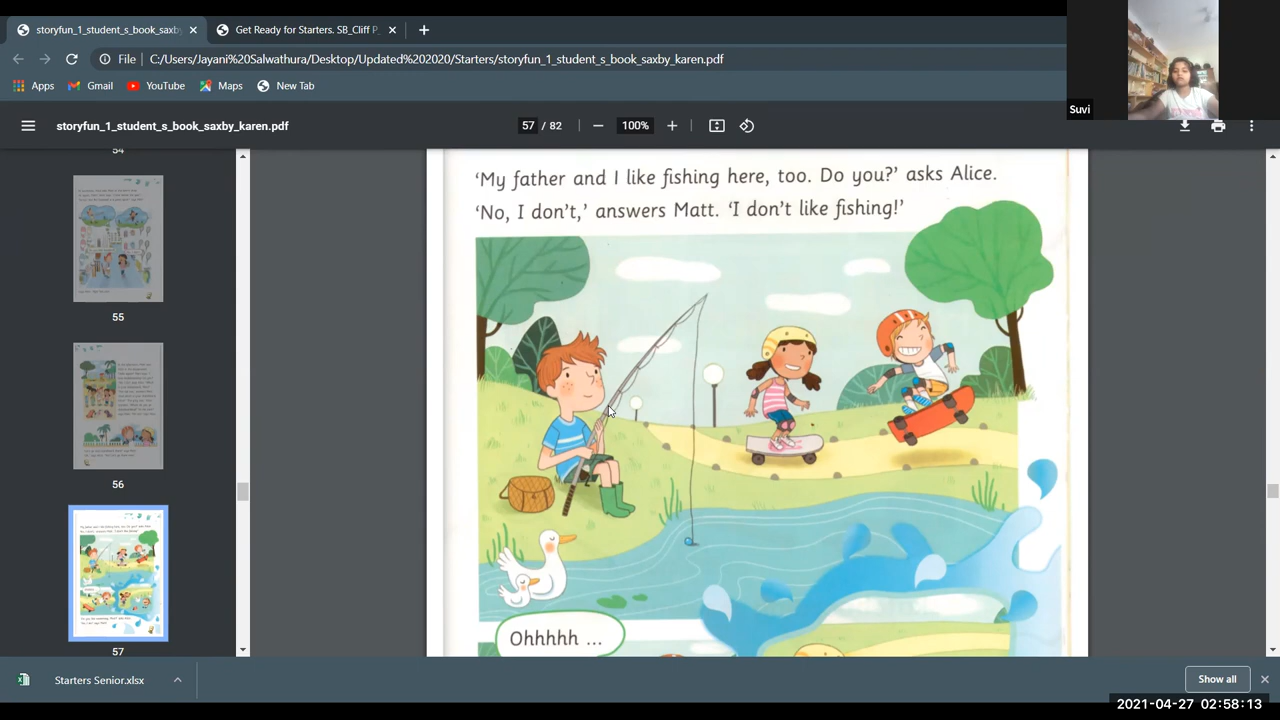 storyfun_1_student_s_book_saxby
Get Ready for Starters. SB_Cliff P
File
C:/Users/Jayani%20Salwathura/Desktop/Updated%202020/Starters/storyfun_1_student_s_book_saxby_karen.pdf
Apps
Gmail
YouTube
Maps
New Tab
Suvi
storyfun_1_student_s_book_saxby_karen.pdf
57 / 82
100%
54
55
56
57
'My father and I like fishing here, too. Do you?' asks Alice.
'No, I don't,' answers Matt. 'I don't like fishing!'
Ohhhhh ...
Starters Senior.xlsx
Show all
2021-04-27 02:58:13